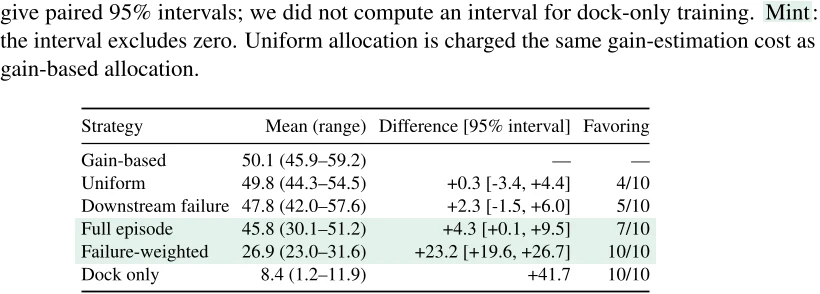 give paired 95% intervals; we did not compute an interval for dock-only training. Mint:
the interval excludes zero. Uniform allocation is charged the same gain-estimation cost as
gain-based allocation.
Strategy Mean (range) Difference [95% interval] Favoring
Gain-based 50.1 (45.9–59.2) — —
Uniform 49.8 (44.3–54.5) +0.3 [-3.4, +4.4] 4/10
Downstream failure 47.8 (42.0–57.6) +2.3 [-1.5, +6.0] 5/10
Full episode 45.8 (30.1–51.2) +4.3 [+0.1, +9.5] 7/10
Failure-weighted 26.9 (23.0–31.6) +23.2 [+19.6, +26.7] 10/10
Dock only 8.4 (1.2–11.9) +41.7 10/10